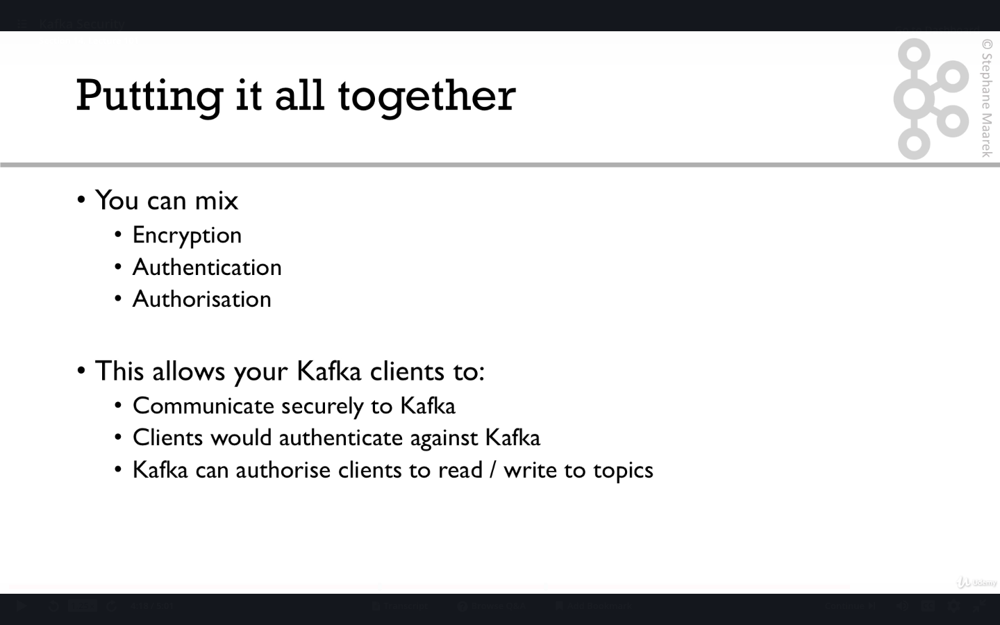 Kafka Security
© Stephane Maarek
Putting it all together
• You can mix
• Encryption
• Authentication
• Authorisation
• This allows your Kafka clients to:
• Communicate securely to Kafka
• Clients would authenticate against Kafka
• Kafka can authorise clients to read / write to topics
Udemy